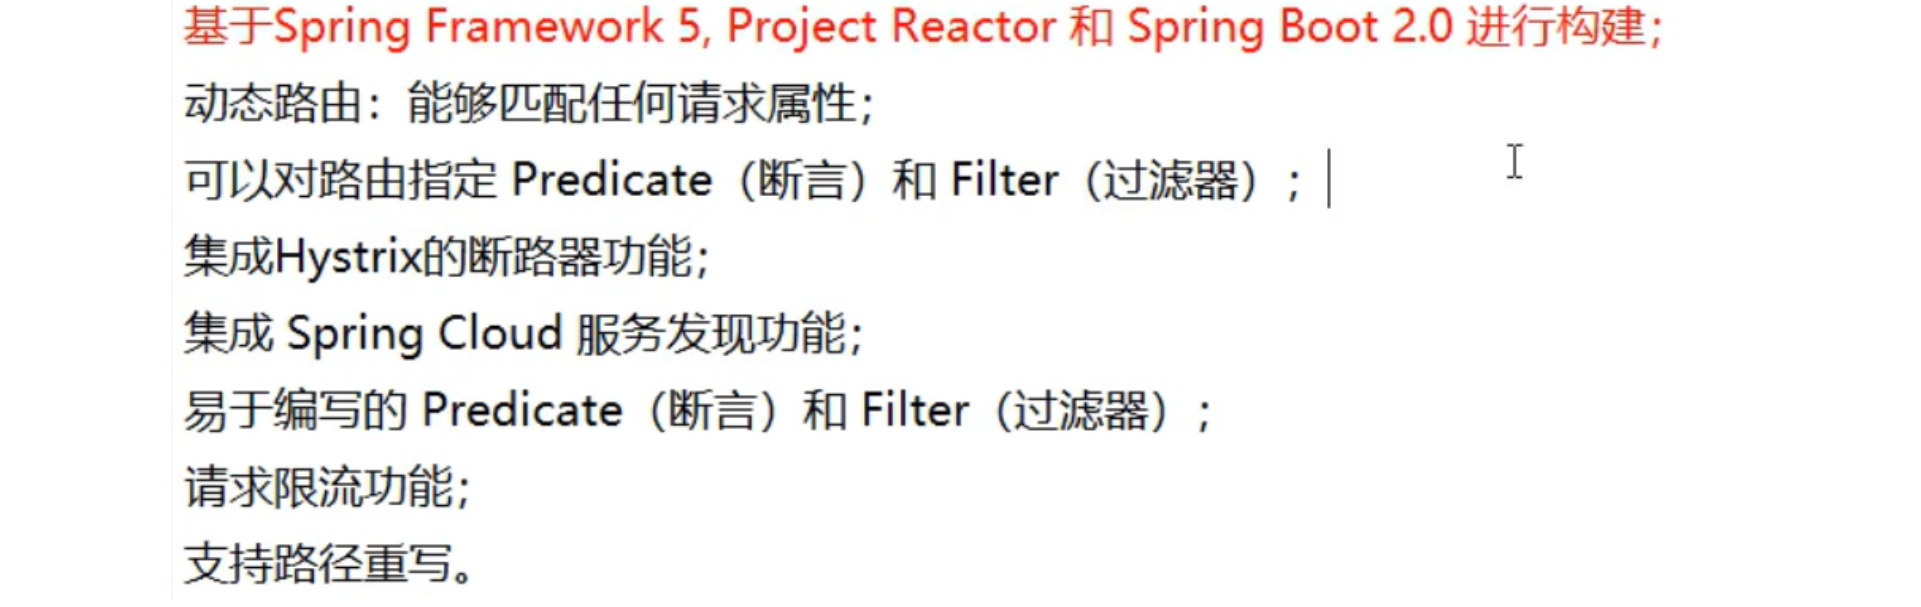 基于Spring Framework 5, Project Reactor 和 Spring Boot 2.0 进行构建;
动态路由：能够匹配任何请求属性;
可以对路由指定 Predicate（断言）和 Filter（过滤器）;
集成Hystrix的断路器功能;
集成 Spring Cloud 服务发现功能;
易于编写的 Predicate（断言）和 Filter（过滤器）;
请求限流功能;
支持路径重写。